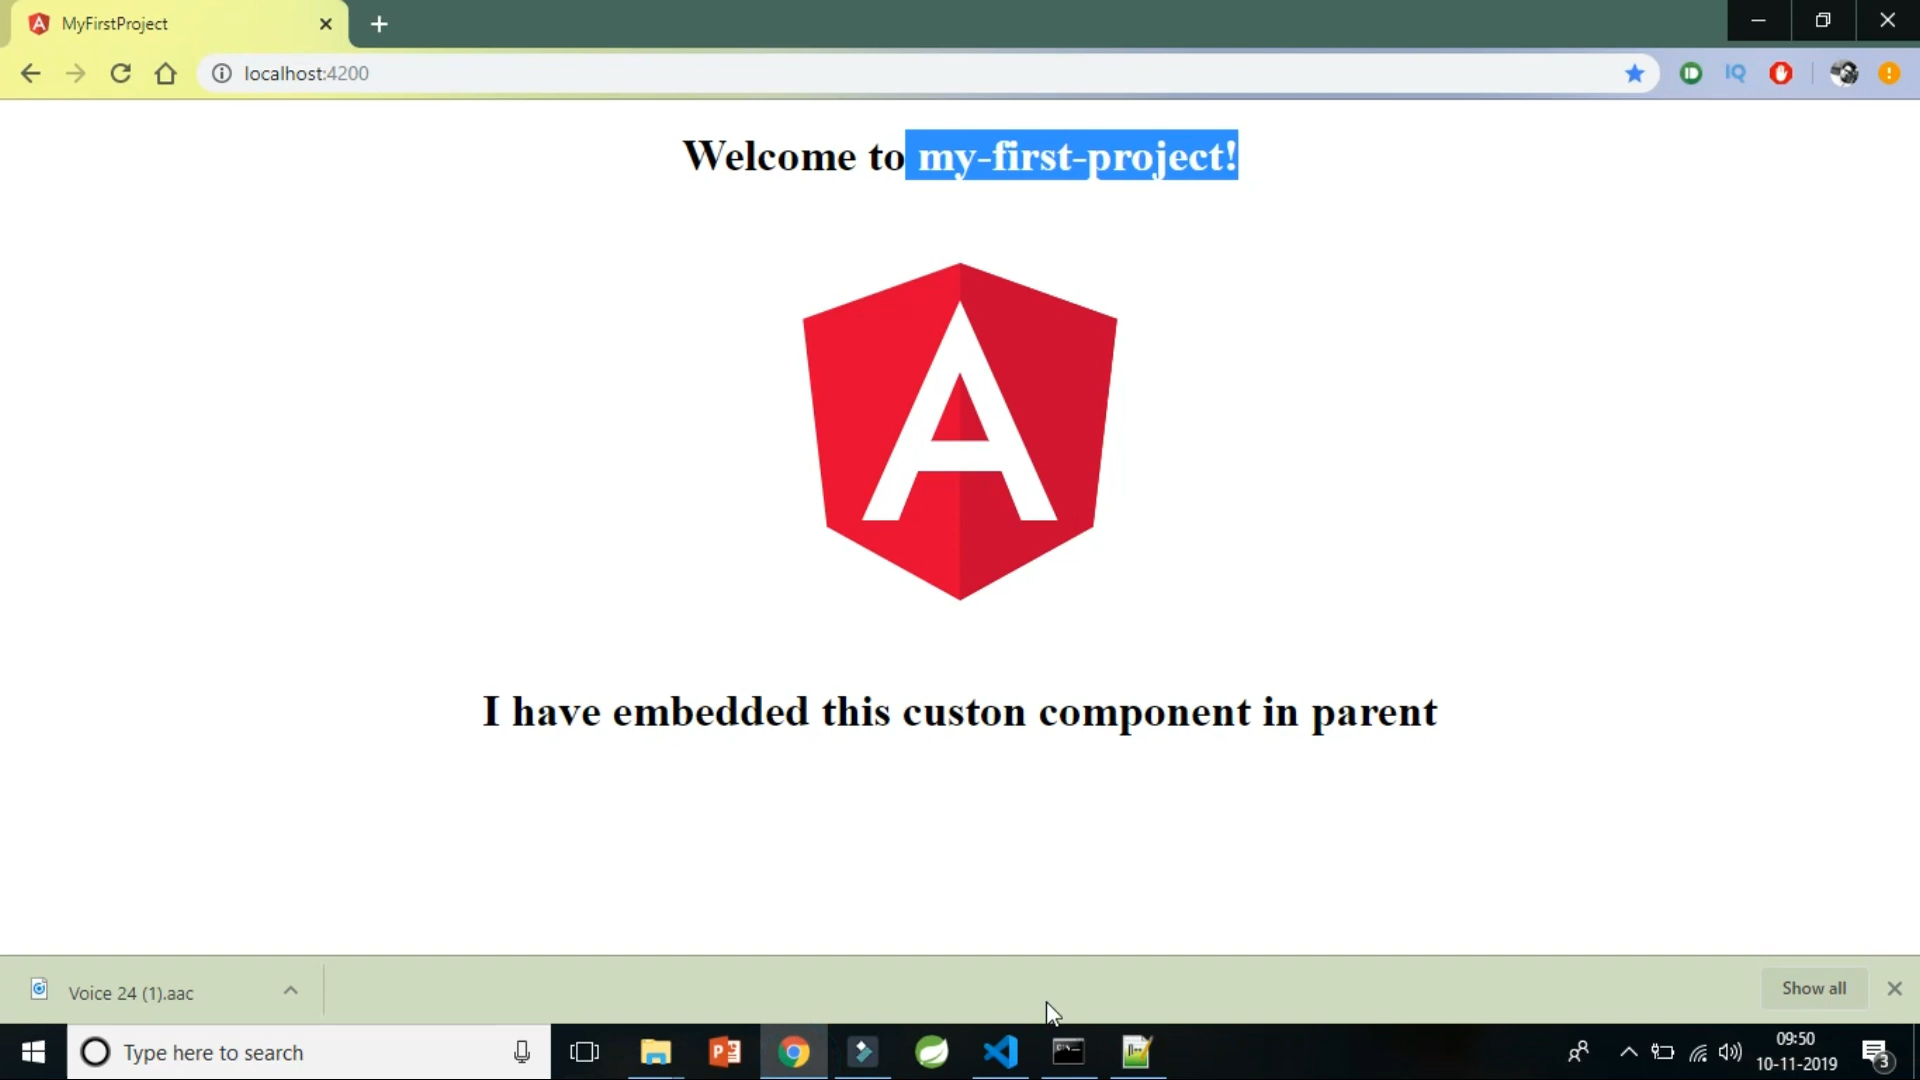 MyFirstProject
localhost:4200
IQ
Welcome to my-first-project!
A
I have embedded this custon component in parent
Voice 24 (1).aac
Show all
Type here to search
09:50
10-11-2019
3